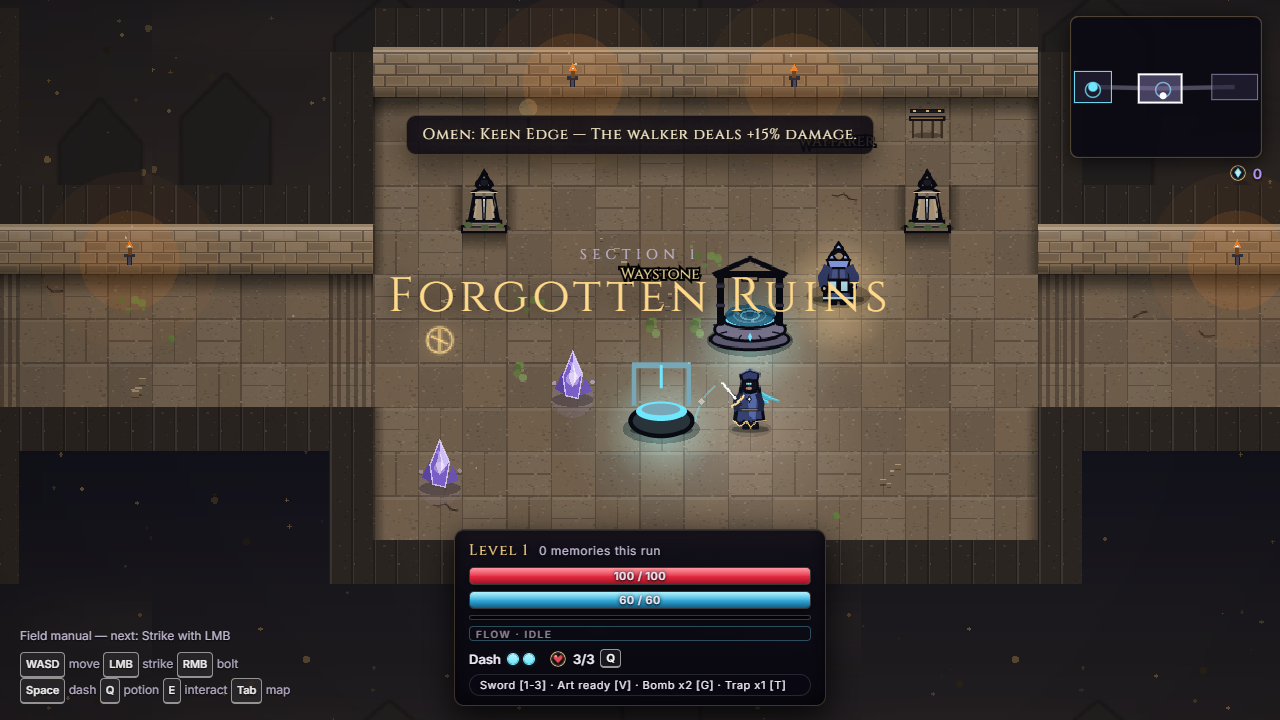 OMEN: KEEN EDGE — THE WALKER DEALS +15% DAMAGE.
WAYFARER
0
SECTION 1
WAYSTONE
FORGOTTEN RUINS
LEVEL 1 0 memories this run
100 / 100
60 / 60
FLOW · IDLE
Dash 3/3 Q
Sword [1-3] · Art ready [V] · Bomb x2 [G] · Trap x1 [T]
Field manual — next: Strike with LMB
WASD move LMB strike RMB bolt
Space dash Q potion E interact Tab map